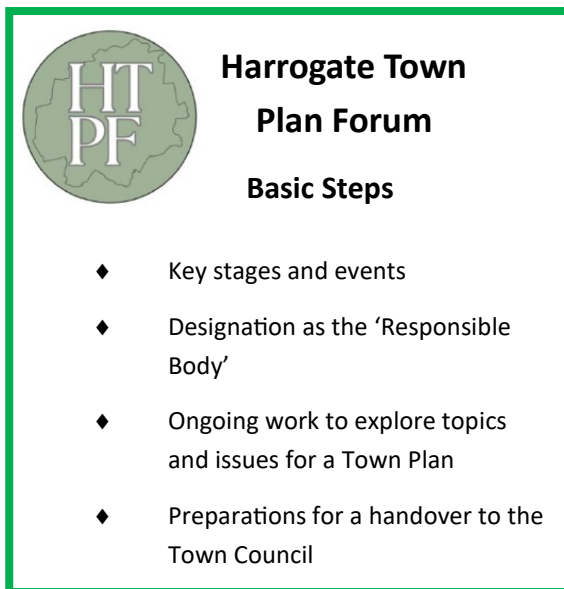 HT
PF
Harrogate Town
Plan Forum
Basic Steps
♦ Key stages and events
♦ Designation as the ‘Responsible
Body’
♦ Ongoing work to explore topics
and issues for a Town Plan
♦ Preparations for a handover to the
Town Council